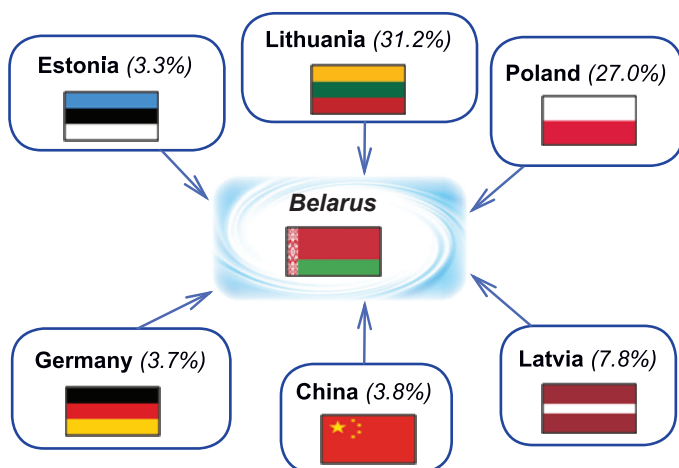 Estonia (3.3%)
Lithuania (31.2%)
Poland (27.0%)
Belarus
Germany (3.7%)
China (3.8%)
Latvia (7.8%)